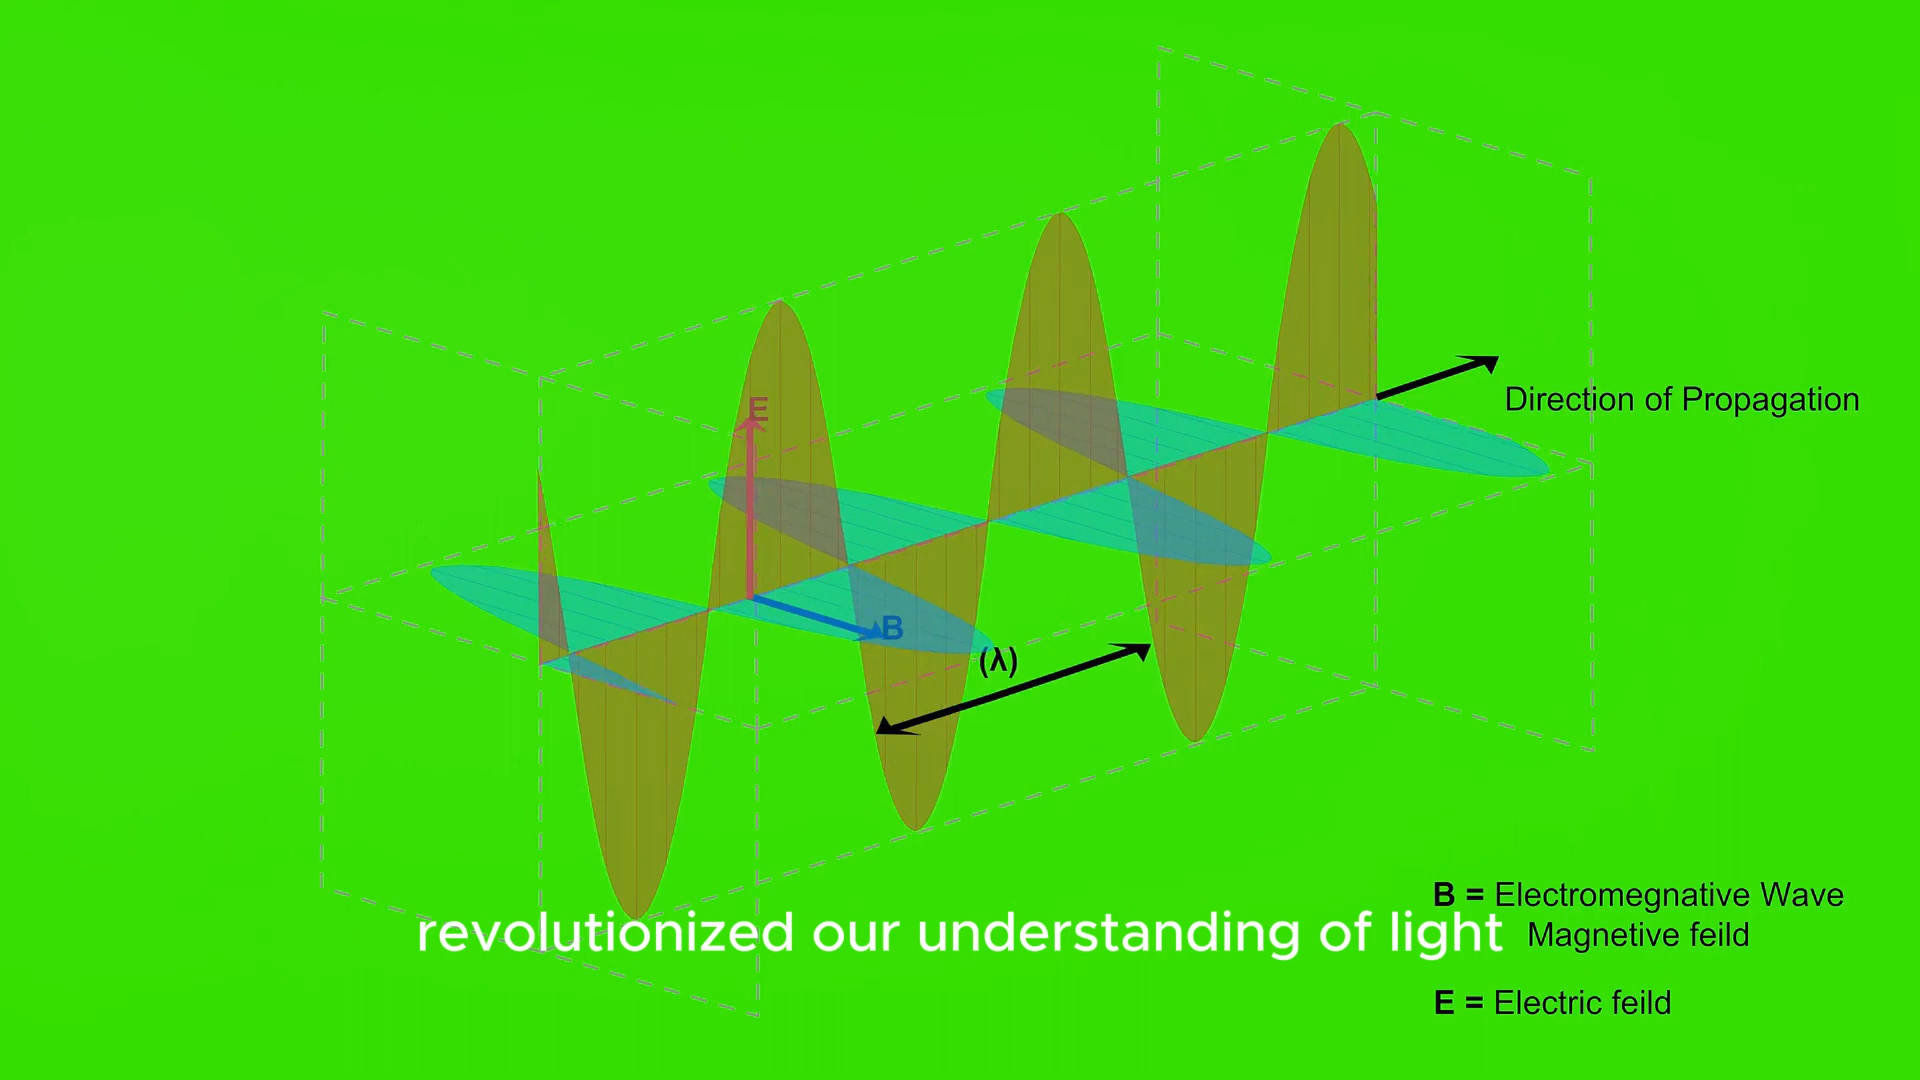 E
Direction of Propagation
B
(λ)
B = Electromegnative Wave
Magnetive feild
revolutionized our understanding of light
E = Electric feild